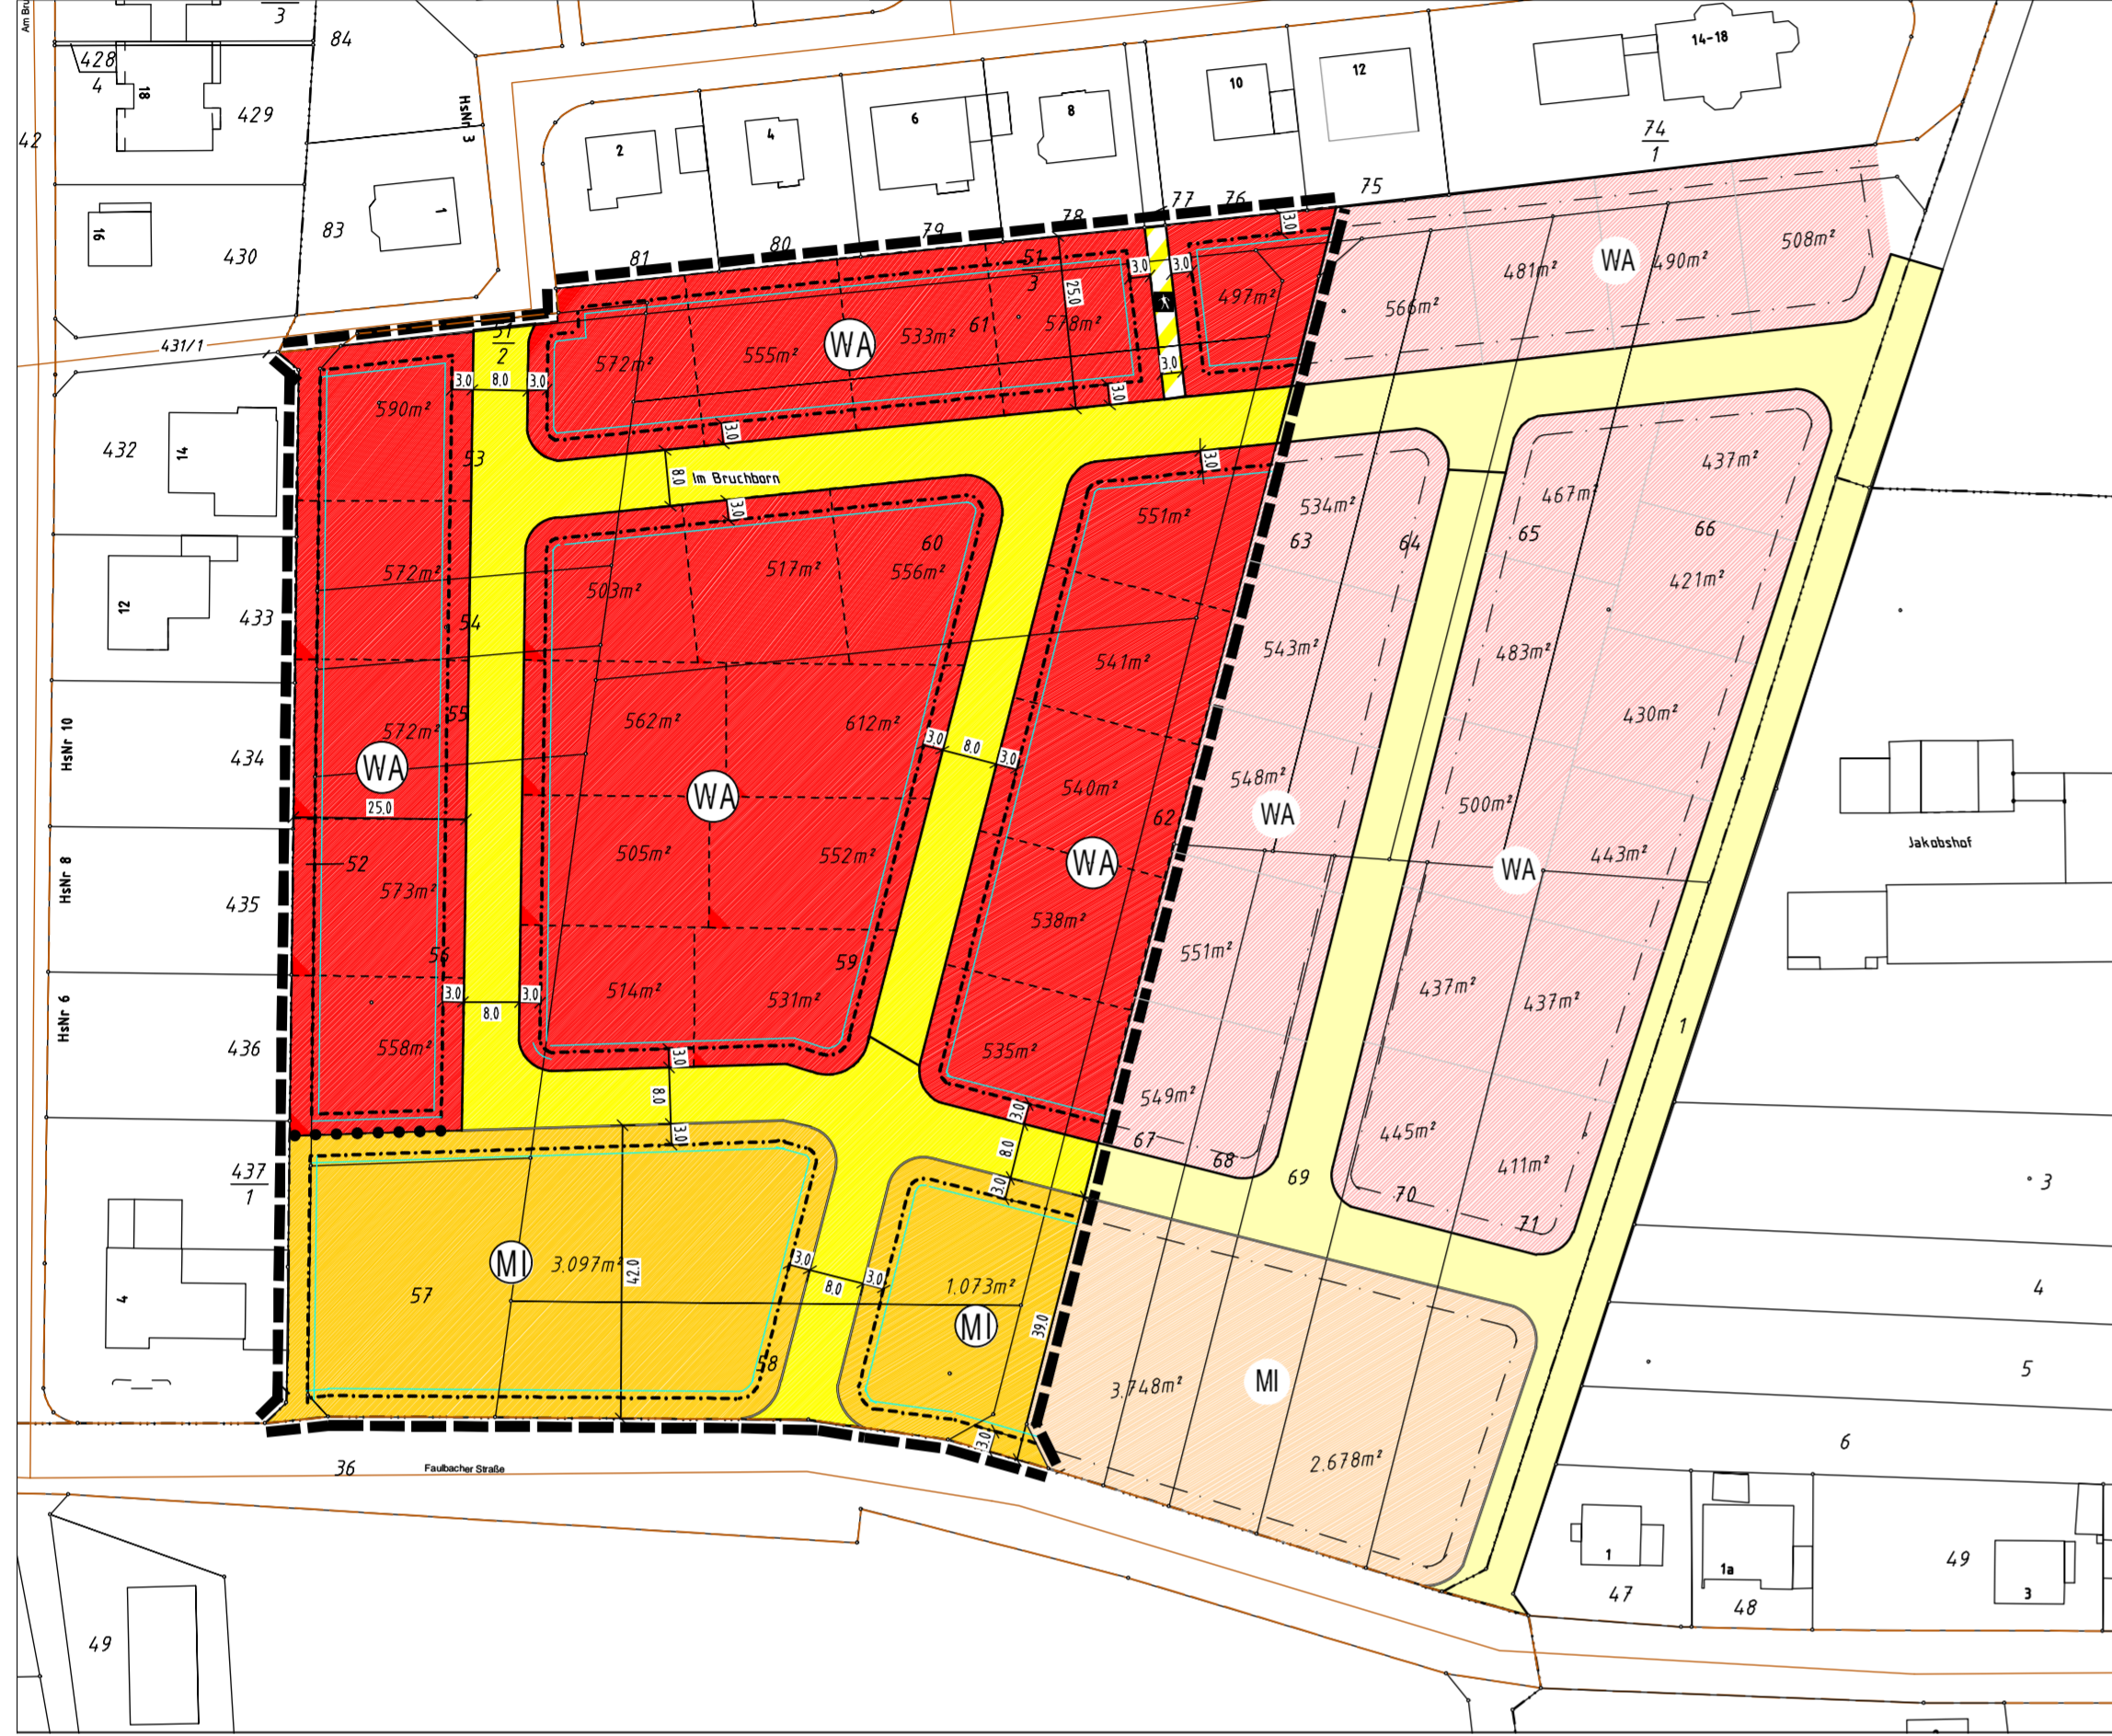 Am Bru
3
84
428
4
18
429
HsNr 3
42
2
4
6
8
10
12
14-18
74
1
16
430
83
1
81
80
79
78
77
76
75
431/1
51
2
51
3
3.0
3.0
3.0
25.0
497m²
566m²
481m²
WA
490m²
508m²
572m²
555m²
WA
533m²
61
578m²
3.0
3.0
3.0
8.0
3.0
590m²
432
14
53
3.0
8.0
Im Bruchborn
3.0
3.0
551m²
534m²
467m²
437m²
63
64
65
66
60
572m²
503m²
517m²
556m²
421m²
12
433
54
541m²
543m²
483m²
HsNr 10
434
572m²
55
562m²
612m²
430m²
3.0
8.0
3.0
WA
WA
25.0
540m²
62
548m²
WA
500m²
HsNr 8
435
52
573m²
505m²
552m²
WA
WA
443m²
Jakobshof
538m²
551m²
56
59
HsNr 6
436
514m²
531m²
437m²
437m²
1
3.0
8.0
3.0
558m²
535m²
3.0
8.0
3.0
549m²
3.0
8.0
3.0
67
68
69
445m²
411m²
70
71
437
1
3
4
MI
3.097m²
42.0
57
3.0
8.0
3.0
1.073m²
MI
39.0
4
58
3.748m²
MI
5
3.0
2.678m²
6
36
Faulbacher Straße
1
1a
47
48
49
3
49